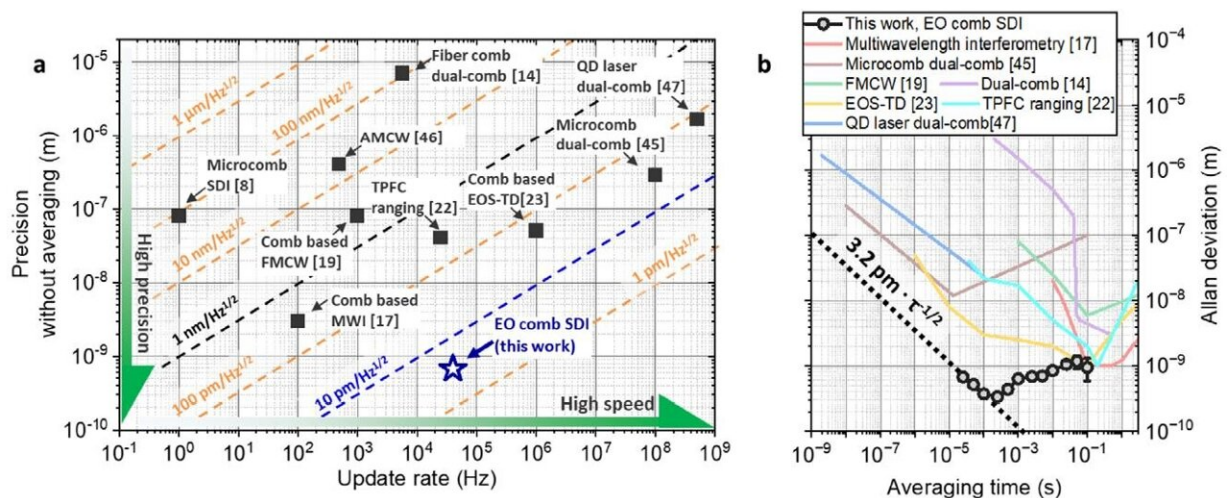 a
Precision
without averaging (m)
10⁻⁵
10⁻⁶
10⁻⁷
10⁻⁸
10⁻⁹
10⁻¹⁰
1 µm/Hz^1/2
100 nm/Hz^1/2
10 nm/Hz^1/2
1 nm/Hz^1/2
100 pm/Hz^1/2
10 pm/Hz^1/2
1 pm/Hz^1/2
Fiber comb
dual-comb [14]
QD laser
dual-comb
[47]
AMCW [46]
Microcomb
dual-comb
[45]
Microcomb
SDI [8]
TPFC
ranging [22]
Comb based
EOS-TD[23]
Comb based
FMCW
[19]
Comb based
MWI [17]
EO comb SDI
(this work)
High precision
High speed
10⁻¹ 10⁰ 10¹ 10² 10³ 10⁴ 10⁵ 10⁶ 10⁷ 10⁸ 10⁹
Update rate (Hz)
b
This work, EO comb SDI
Multiwavelength interferometry [17]
Microcomb dual-comb [45]
FMCW [19] Dual-comb [14]
EOS-TD [23] TPFC ranging [22]
QD laser dual-comb[47]
3.2 pm · τ^-1/2
10⁻⁴
10⁻⁵
10⁻⁶
10⁻⁷
10⁻⁸
10⁻⁹
10⁻¹⁰
Allan deviation (m)
10⁻⁹ 10⁻⁷ 10⁻⁵ 10⁻³ 10⁻¹
Averaging time (s)